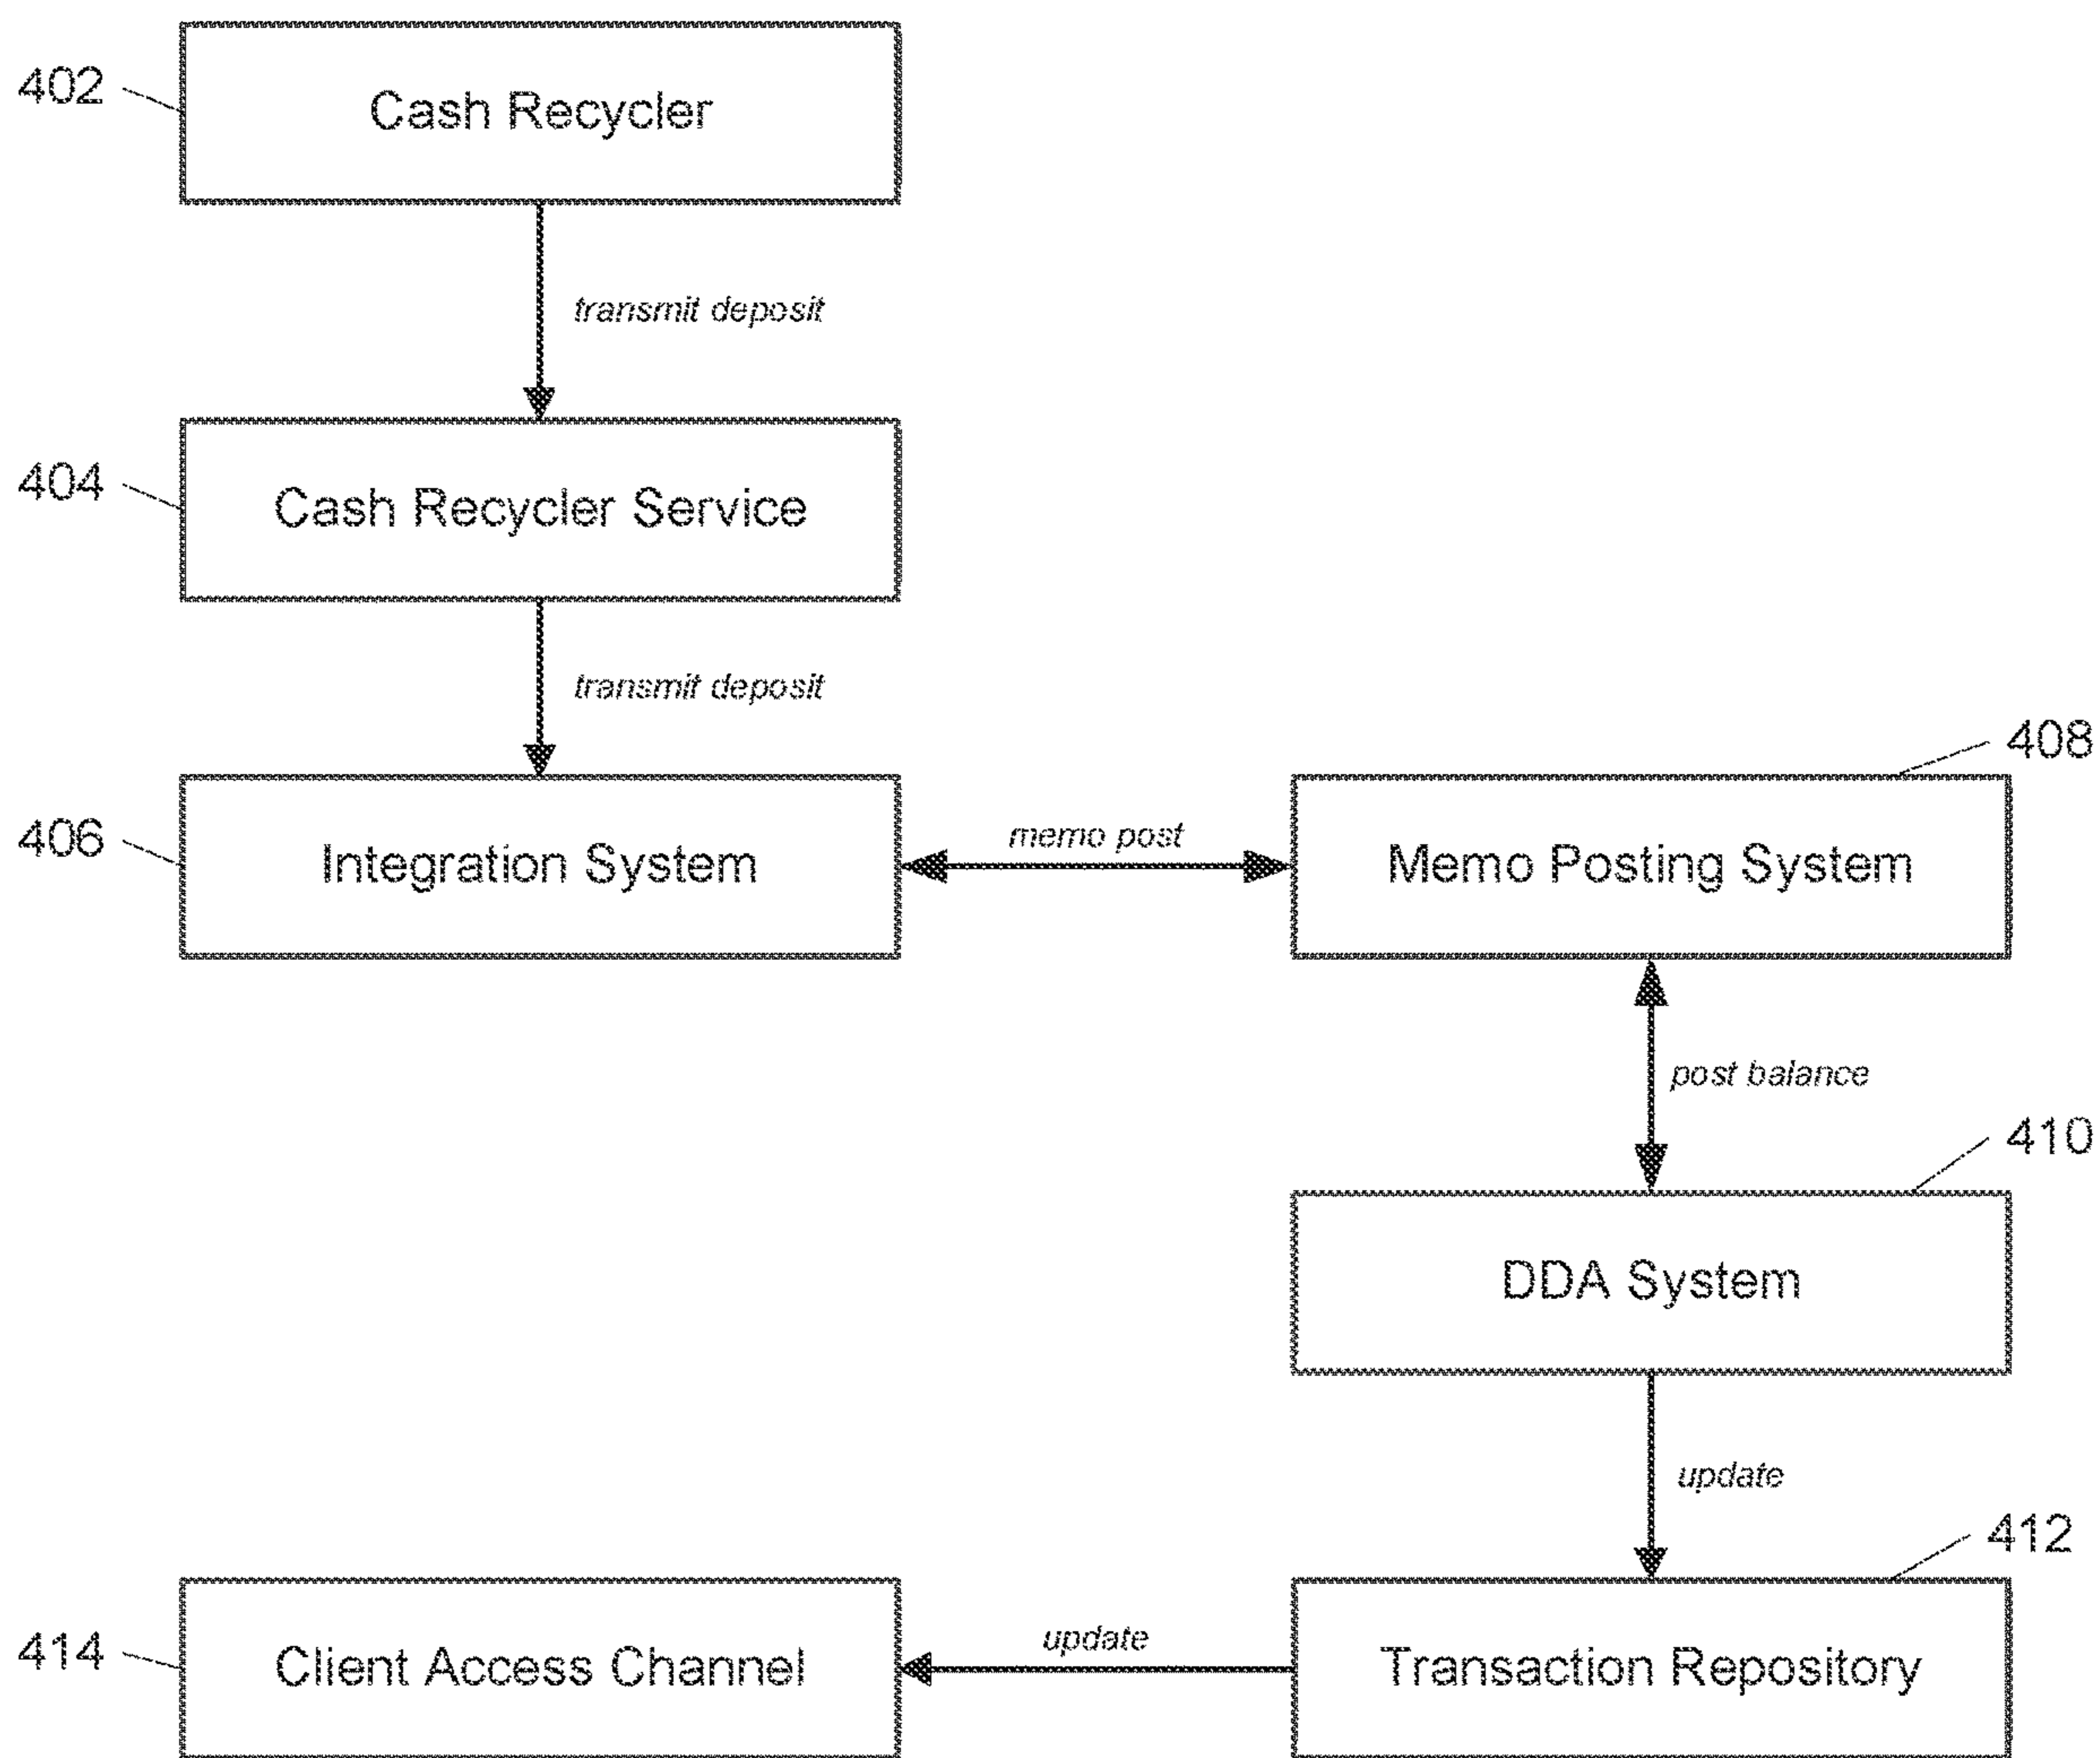 402
Cash Recycler
transmit deposit
404
Cash Recycler Service
transmit deposit
408
406
Integration System
memo post
Memo Posting System
post balance
410
DDA System
update
412
414
Client Access Channel
update
Transaction Repository